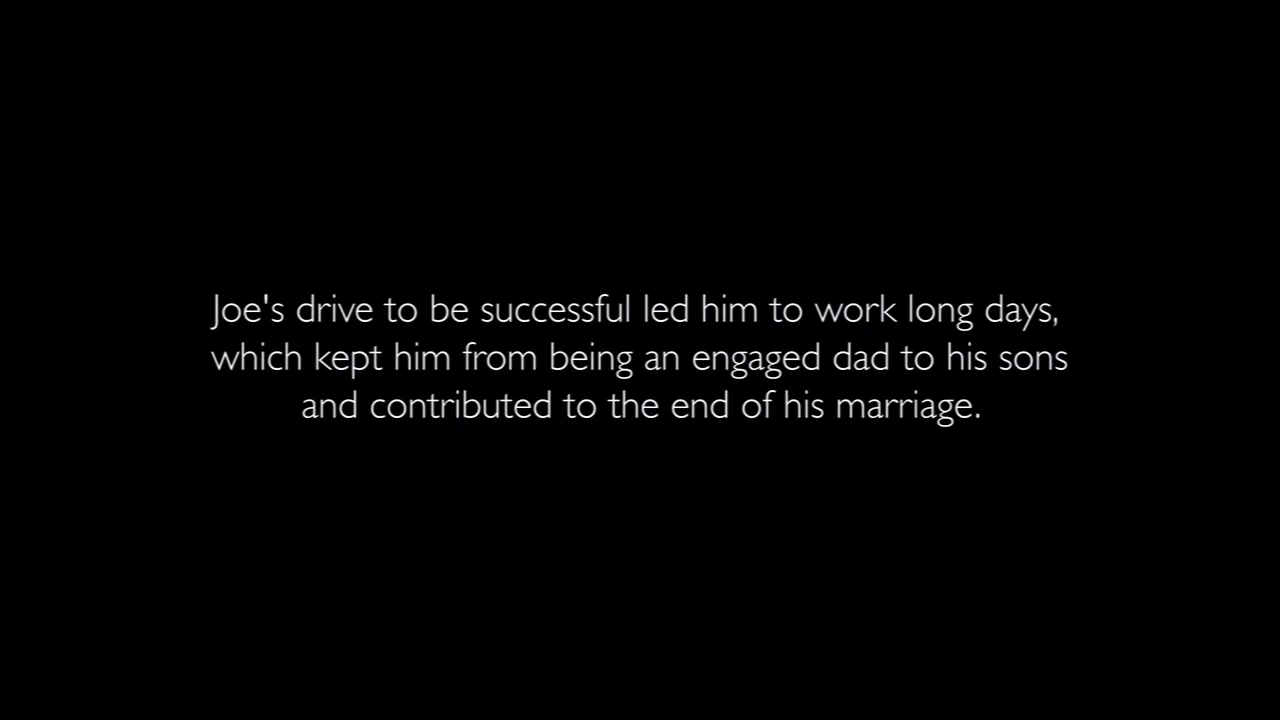 Joe's drive to be successful led him to work long days,
which kept him from being an engaged dad to his sons
and contributed to the end of his marriage.